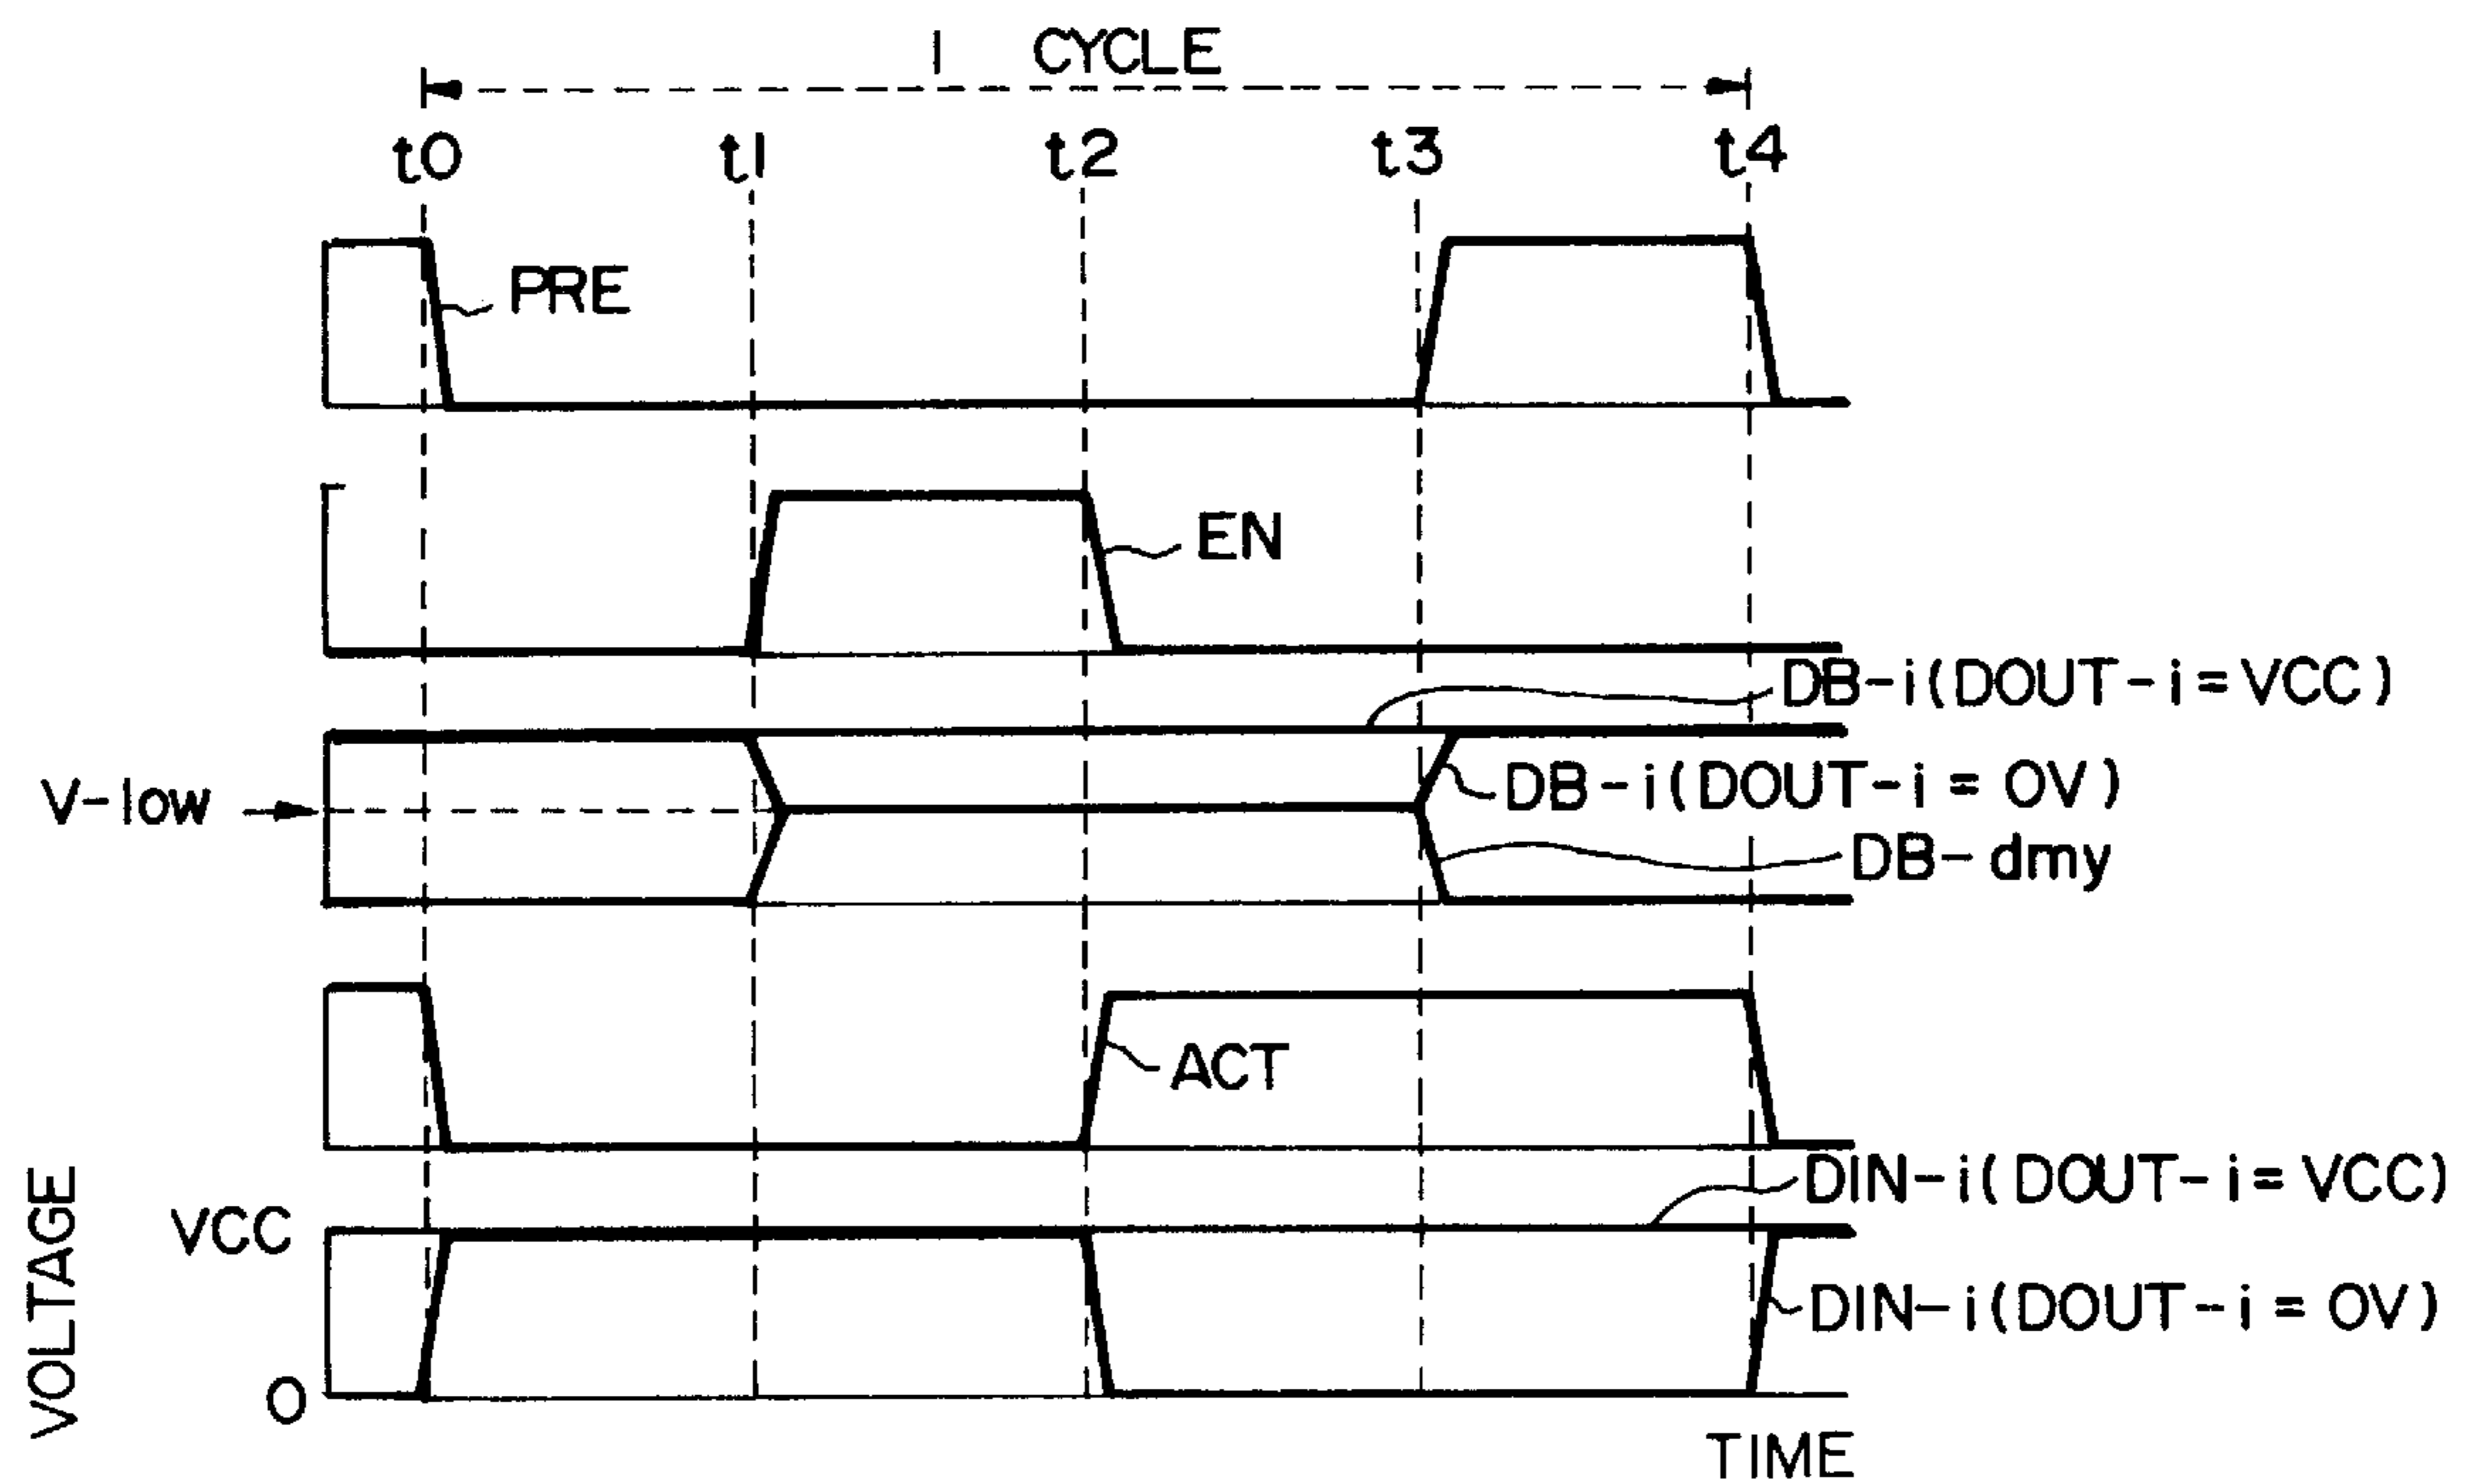 1 CYCLE
t0 t1 t2 t3 t4
PRE
EN
DB-i(DOUT-i=VCC)
V-low
DB-i(DOUT-i=0V)
DB-dmy
ACT
DIN-i(DOUT-i=VCC)
VCC
DIN-i(DOUT-i=0V)
VOLTAGE
0
TIME